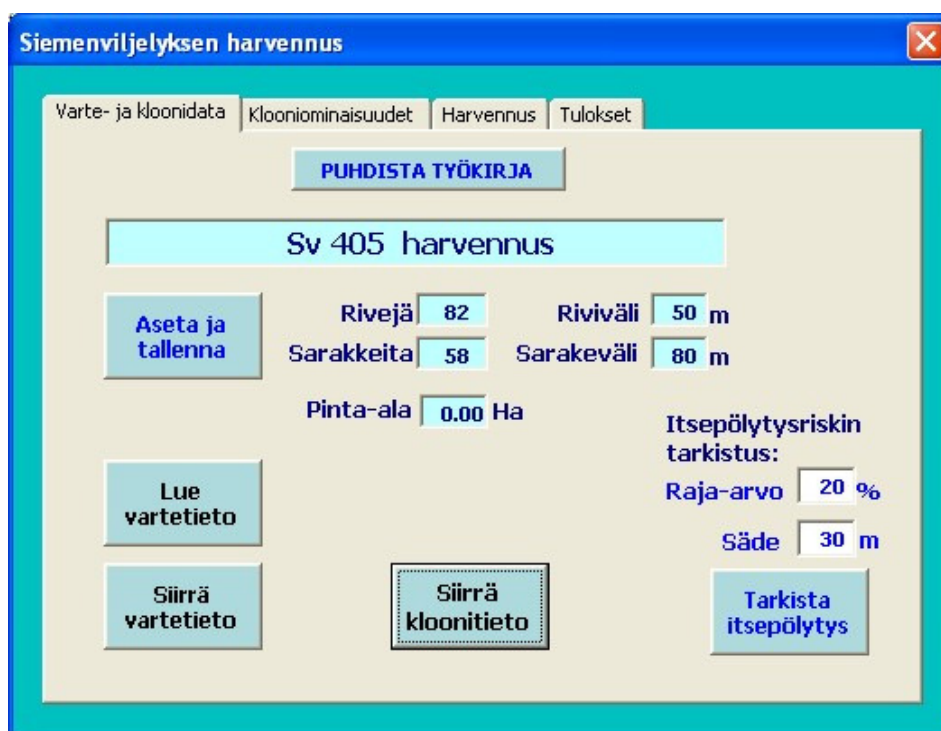 Siemenviljelyksen harvennus
Varte- ja kloonidata Klooniominaisuudet Harvennus Tulokset
PUHDISTA TYÖKIRJA
Sv 405 harvennus
Aseta ja
tallenna
Rivejä 82 Riviväli 50 m
Sarakkeita 58 Sarakeväli 80 m
Pinta-ala 0.00 Ha
Itsepölytysriskin
tarkistus:
Raja-arvo 20 %
Säde 30 m
Lue
vartetieto
Siirrä
vartetieto
Siirrä
kloonitieto
Tarkista
itsepölytys